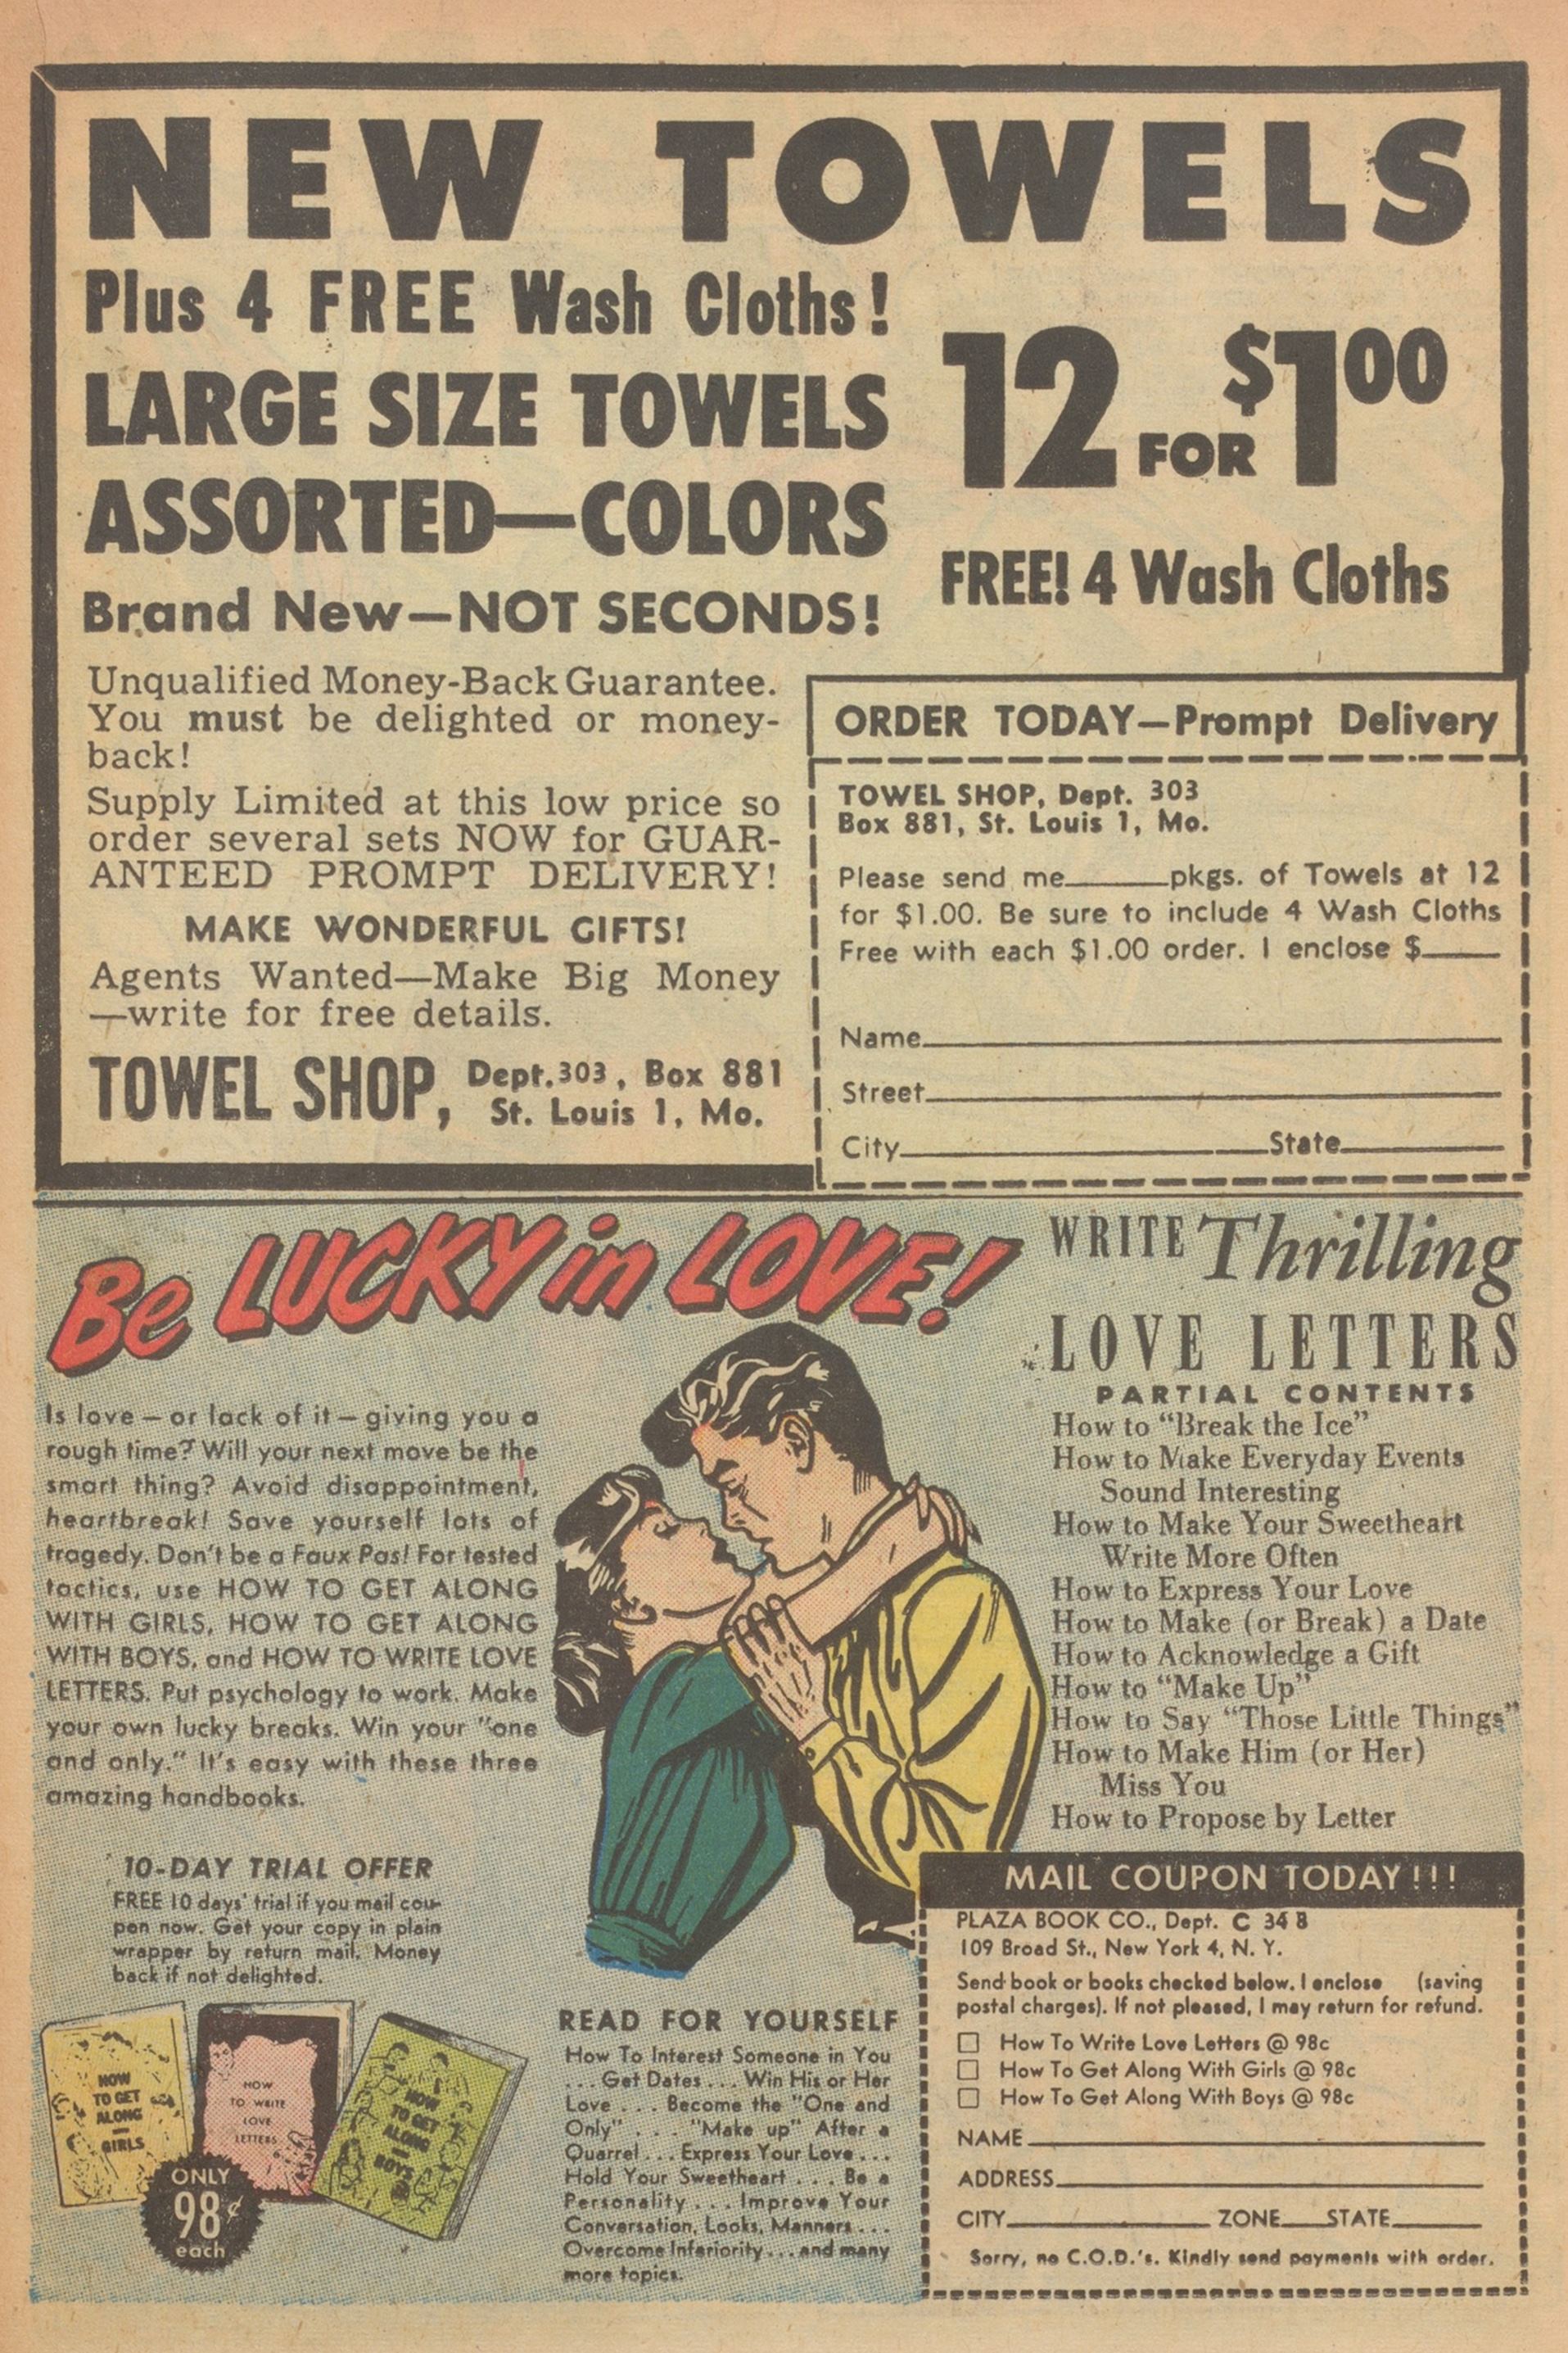 NEW TOWELS
Plus 4 FREE Wash Cloths!
LARGE SIZE TOWELS
ASSORTED—COLORS
Brand New—NOT SECONDS!
12 FOR $1.00
FREE! 4 Wash Cloths
Unqualified Money-Back Guarantee.
You must be delighted or money-
back!
Supply Limited at this low price so
order several sets NOW for GUAR-
ANTEED PROMPT DELIVERY!
MAKE WONDERFUL GIFTS!
Agents Wanted—Make Big Money
—write for free details.
TOWEL SHOP, Dept. 303, Box 881
St. Louis 1, Mo.
ORDER TODAY—Prompt Delivery
TOWEL SHOP, Dept. 303
Box 881, St. Louis 1, Mo.
Please send me______pkgs. of Towels at 12
for $1.00. Be sure to include 4 Wash Cloths
Free with each $1.00 order. I enclose $____
Name
Street
City State
Be LUCKY in LOVE!
Is love — or lack of it — giving you a
rough time? Will your next move be the
smart thing? Avoid disappointment,
heartbreak! Save yourself lots of
tragedy. Don't be a Faux Pas! For tested
tactics, use HOW TO GET ALONG
WITH GIRLS, HOW TO GET ALONG
WITH BOYS, and HOW TO WRITE LOVE
LETTERS. Put psychology to work. Make
your own lucky breaks. Win your "one
and only." It's easy with these three
amazing handbooks.
10-DAY TRIAL OFFER
FREE 10 days' trial if you mail cou-
pon now. Get your copy in plain
wrapper by return mail. Money
back if not delighted.
HOW
TO GET
ALONG
GIRLS
HOW
TO WRITE
LOVE
LETTERS
HOW
TO GET
ALONG
BOYS
ONLY
98¢
each
READ FOR YOURSELF
How To Interest Someone in You
... Get Dates ... Win His or Her
Love ... Become the "One and
Only" ... "Make up" After a
Quarrel ... Express Your Love ...
Hold Your Sweetheart ... Be a
Personality ... Improve Your
Conversation, Looks, Manners ...
Overcome Inferiority ... and many
more topics.
WRITE Thrilling
LOVE LETTERS
PARTIAL CONTENTS
How to "Break the Ice"
How to Make Everyday Events
Sound Interesting
How to Make Your Sweetheart
Write More Often
How to Express Your Love
How to Make (or Break) a Date
How to Acknowledge a Gift
How to "Make Up"
How to Say "Those Little Things"
How to Make Him (or Her)
Miss You
How to Propose by Letter
MAIL COUPON TODAY!!!
PLAZA BOOK CO., Dept. C 348
109 Broad St., New York 4, N. Y.
Send book or books checked below. I enclose (saving
postal charges). If not pleased, I may return for refund.
☐ How To Write Love Letters @ 98c
☐ How To Get Along With Girls @ 98c
☐ How To Get Along With Boys @ 98c
NAME
ADDRESS
CITY ZONE STATE
Sorry, no C.O.D.'s. Kindly send payments with order.